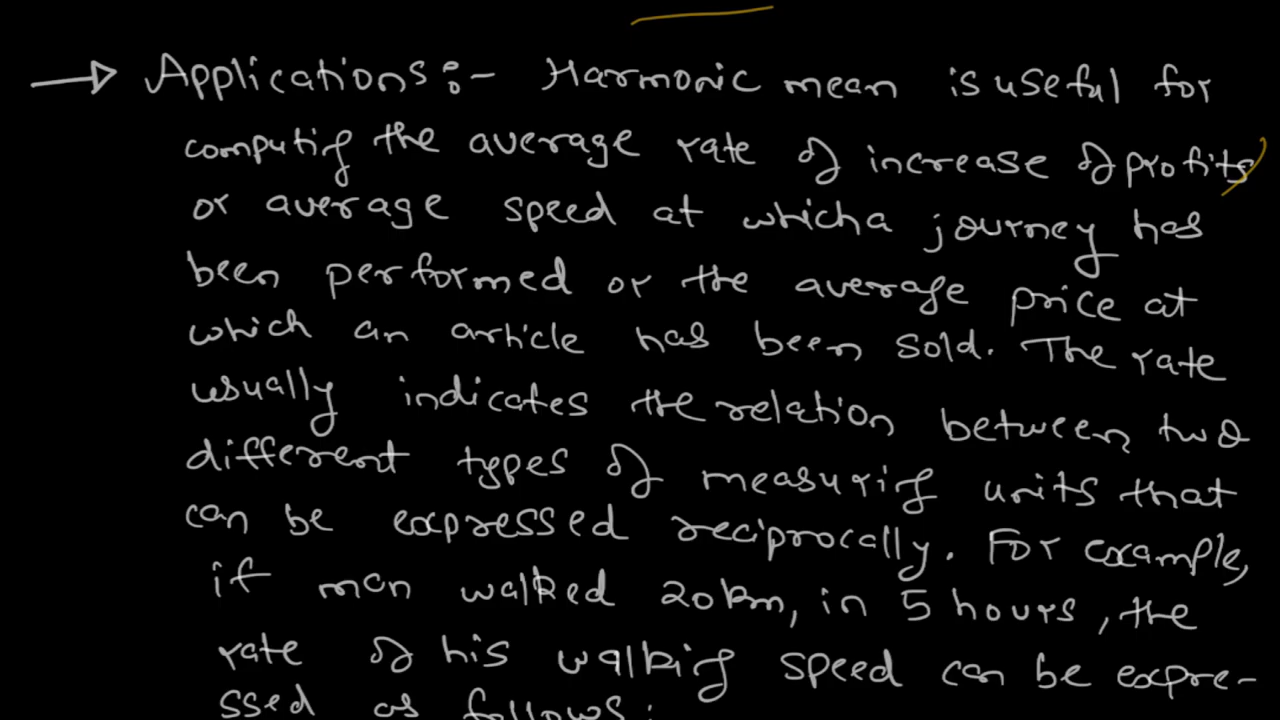 → Applications:- Harmonic mean is useful for
computing the average rate of increase of profits
or average speed at which a journey has
been performed or the average price at
which an article has been sold. The rate
usually indicates the relation between two
different types of measuring units that
can be expressed reciprocally. For example,
if man walked 20km, in 5 hours, the
rate of his walking speed can be expre-
ssed as follows: